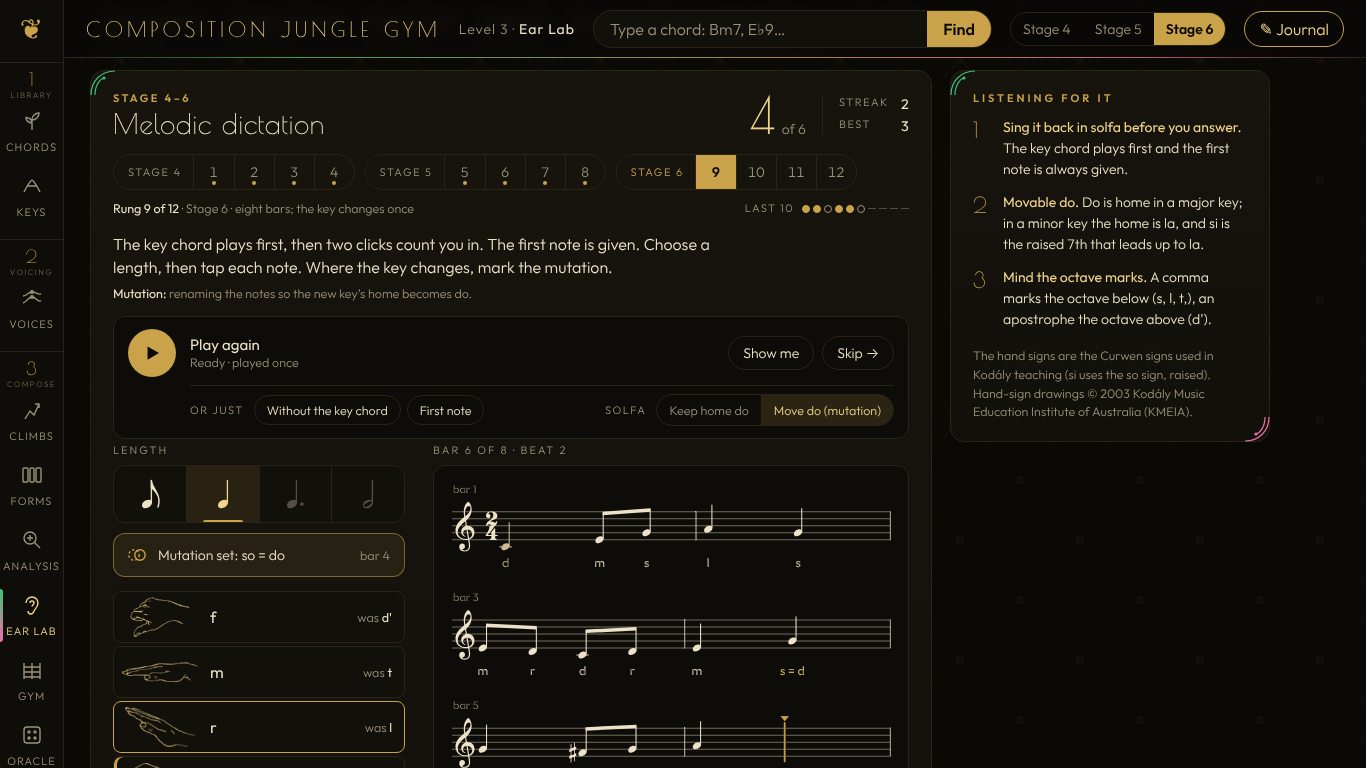 COMPOSITION JUNGLE GYM
Level 3 · Ear Lab
Type a chord: Bm7, E♭9...
Find
Stage 4
Stage 5
Stage 6
✎ Journal
1
LIBRARY
CHORDS
KEYS
2
VOICING
VOICES
3
COMPOSE
CLIMBS
FORMS
ANALYSIS
EAR LAB
GYM
ORACLE
STAGE 4–6
Melodic dictation
4 of 6
STREAK 2
BEST 3
STAGE 4 1 2 3 4
STAGE 5 5 6 7 8
STAGE 6 9 10 11 12
Rung 9 of 12 · Stage 6 · eight bars; the key changes once
LAST 10
The key chord plays first, then two clicks count you in. The first note is given. Choose a
length, then tap each note. Where the key changes, mark the mutation.
Mutation: renaming the notes so the new key's home becomes do.
Play again
Ready · played once
Show me
Skip →
OR JUST
Without the key chord
First note
SOLFA
Keep home do
Move do (mutation)
LENGTH
Mutation set: so = do
bar 4
f was d'
m was t
r was l
BAR 6 OF 8 · BEAT 2
bar 1
2
4
d m s l s
bar 3
m r d r m s = d
bar 5
LISTENING FOR IT
1 Sing it back in solfa before you answer.
The key chord plays first and the first
note is always given.
2 Movable do. Do is home in a major key;
in a minor key the home is la, and si is
the raised 7th that leads up to la.
3 Mind the octave marks. A comma
marks the octave below (s, l, t,), an
apostrophe the octave above (d').
The hand signs are the Curwen signs used in
Kodály teaching (si uses the so sign, raised).
Hand-sign drawings © 2003 Kodály Music
Education Institute of Australia (KMEIA).